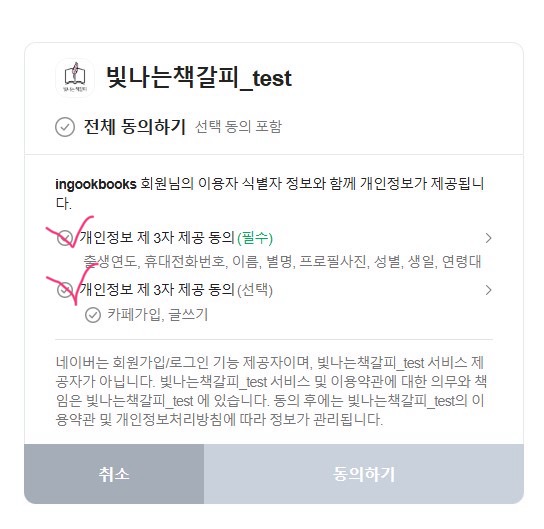 빛나는책갈피
빛나는책갈피_test
전체 동의하기 선택 동의 포함
ingookbooks 회원님의 이용자 식별자 정보와 함께 개인정보가 제공됩니
다.
개인정보 제 3자 제공 동의(필수)
출생연도, 휴대전화번호, 이름, 별명, 프로필사진, 성별, 생일, 연령대
개인정보 제 3자 제공 동의(선택)
카페가입, 글쓰기
네이버는 회원가입/로그인 기능 제공자이며, 빛나는책갈피_test 서비스 제
공자가 아닙니다. 빛나는책갈피_test 서비스 및 이용약관에 대한 의무와 책
임은 빛나는책갈피_test 에 있습니다. 동의 후에는 빛나는책갈피_test의 이
용약관 및 개인정보처리방침에 따라 정보가 관리됩니다.
취소 동의하기